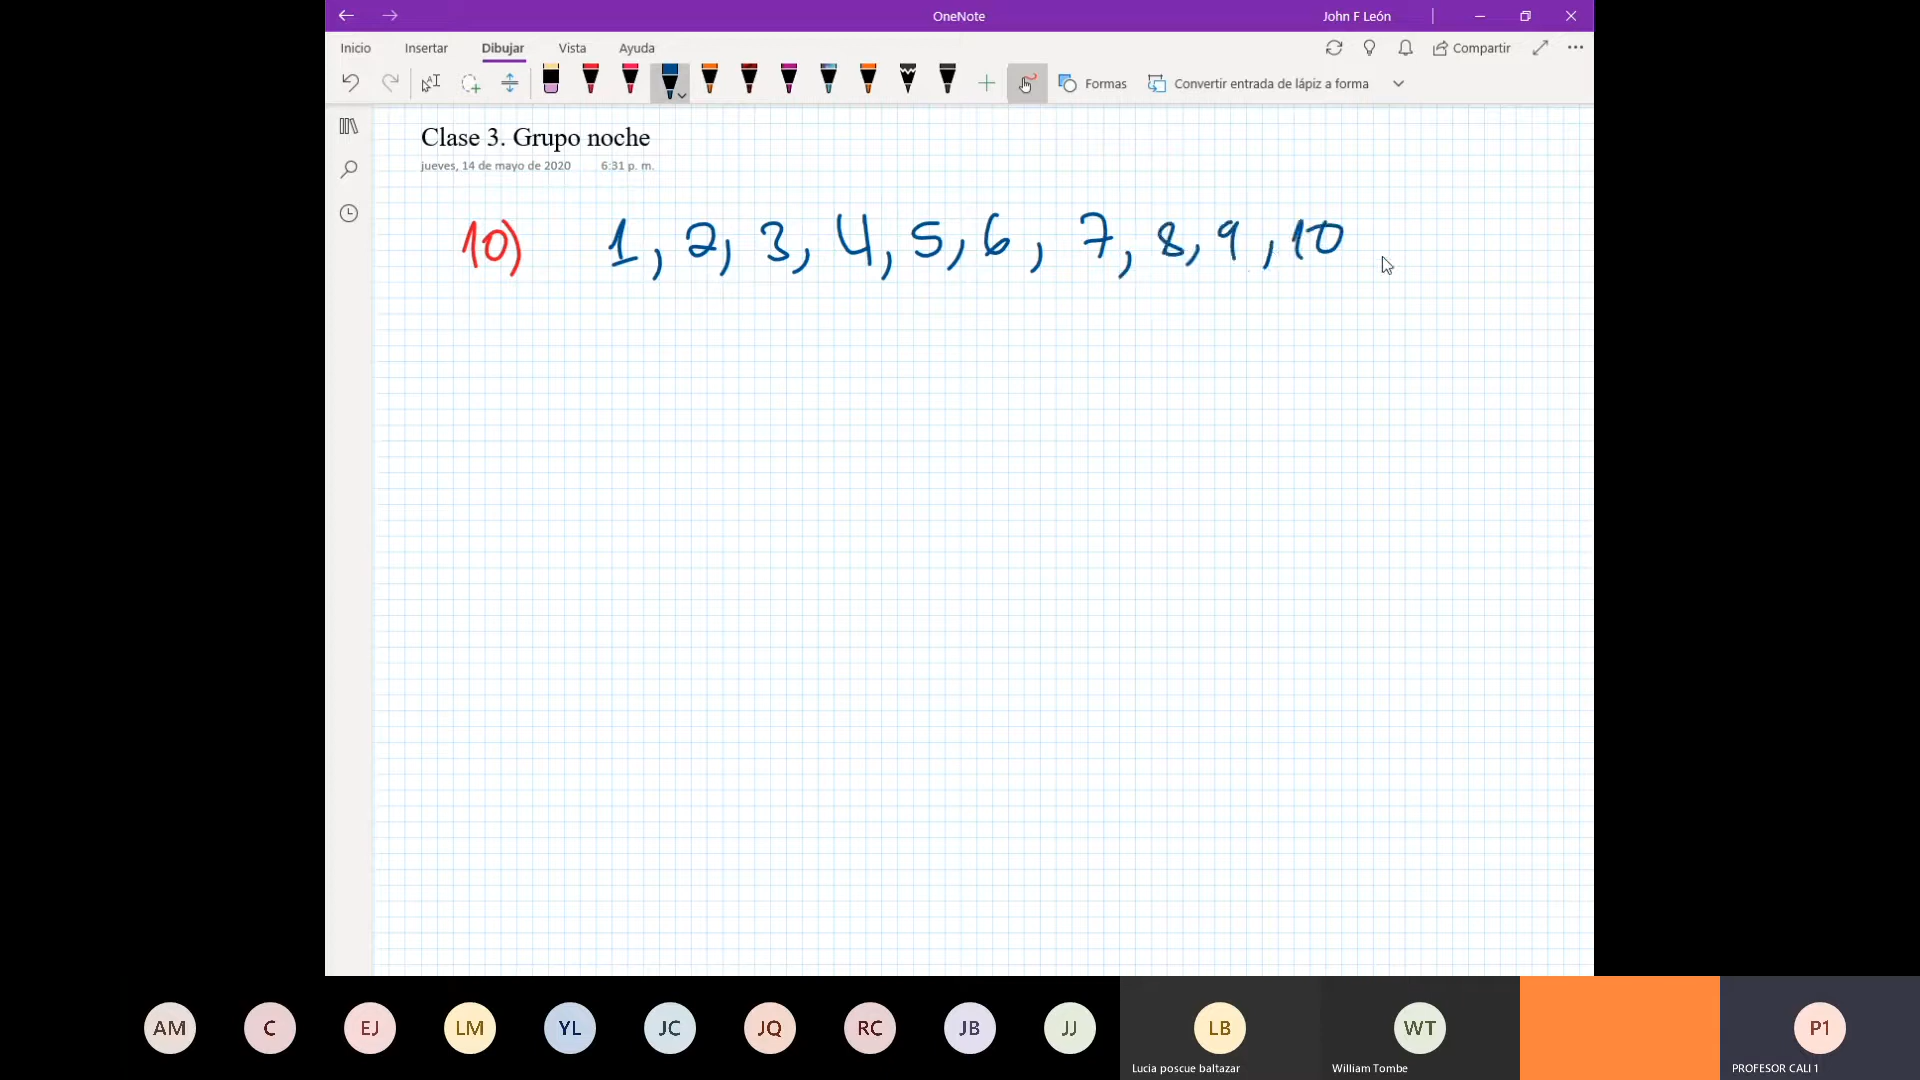 OneNote
John F León
Inicio Insertar Dibujar Vista Ayuda
Compartir
Formas
Convertir entrada de lápiz a forma
Clase 3. Grupo noche
jueves, 14 de mayo de 2020 6:31 p. m.
10) 1, 2, 3, 4, 5, 6, 7, 8, 9, 10
AM C EJ LM YL JC JQ RC JB JJ LB WT P1
Lucia poscue baltazar William Tombe PROFESOR CALI 1